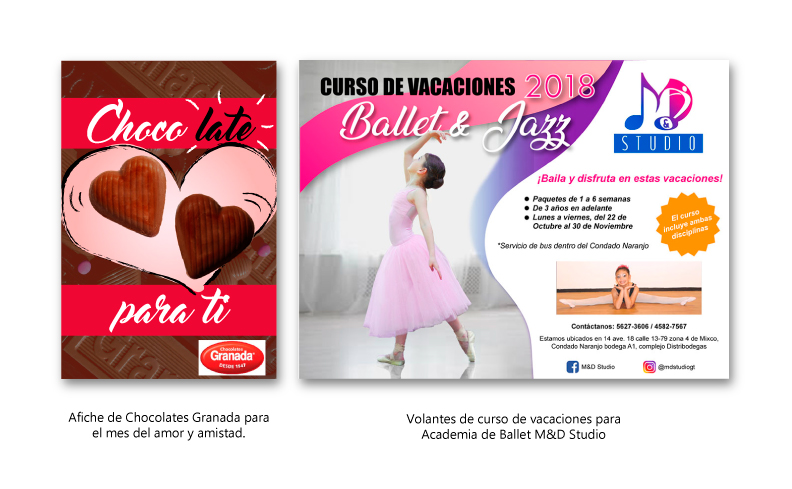 Choco late
para ti
Chocolates
Granada
DESDE 1947
CURSO DE VACACIONES 2018
Ballet & Jazz
M&D
STUDIO
¡Baila y disfruta en estas vacaciones!
Paquetes de 1 a 6 semanas
De 3 años en adelante
Lunes a viernes, del 22 de
Octubre al 30 de Noviembre
*Servicio de bus dentro del Condado Naranjo
El curso
incluye ambas
disciplinas
Contáctanos: 5627-3606 / 4582-7567
Estamos ubicados en 14 ave. 18 calle 13-79 zona 4 de Mixco,
Condado Naranjo bodega A1, complejo Distribodegas
M&D Studio
@mdstudiogt
Afiche de Chocolates Granada para
el mes del amor y amistad.
Volantes de curso de vacaciones para
Academia de Ballet M&D Studio